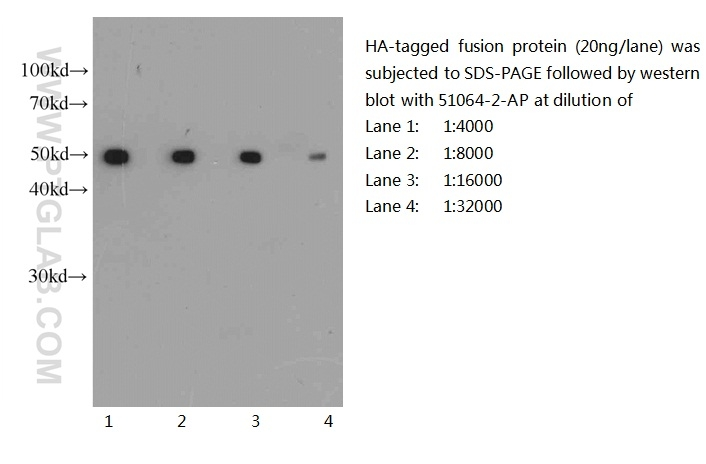 HA-tagged fusion protein (20ng/lane) was
subjected to SDS-PAGE followed by western
blot with 51064-2-AP at dilution of
Lane 1: 1:4000
Lane 2: 1:8000
Lane 3: 1:16000
Lane 4: 1:32000
100kd→
70kd→
50kd→
40kd→
30kd→
1 2 3 4
WWW.PTGLAB.COM